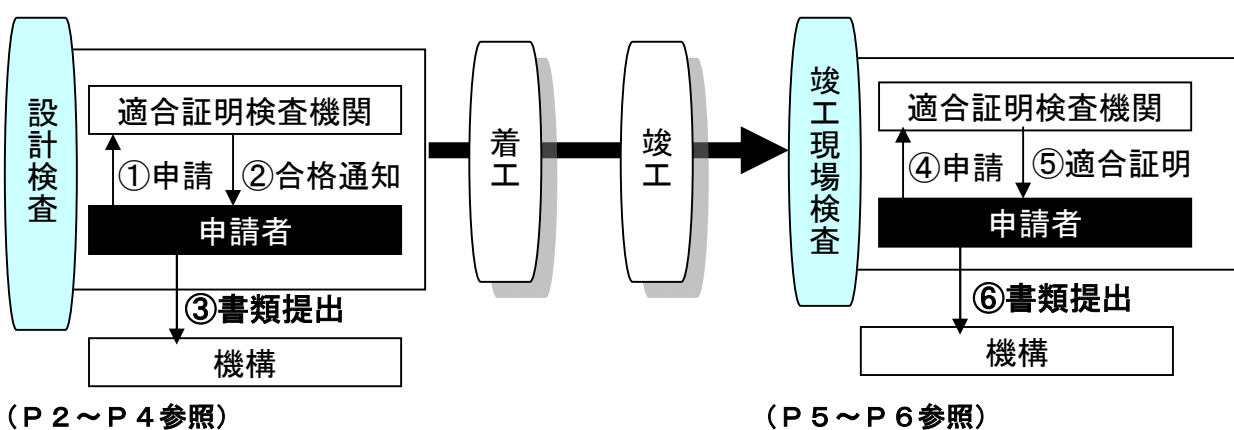 設計検査
適合証明検査機関
①申請
②合格通知
申請者
③書類提出
機構
(P2~P4参照)
着工
竣工
竣工現場検査
適合証明検査機関
④申請
⑤適合証明
申請者
⑥書類提出
機構
(P5~P6参照)